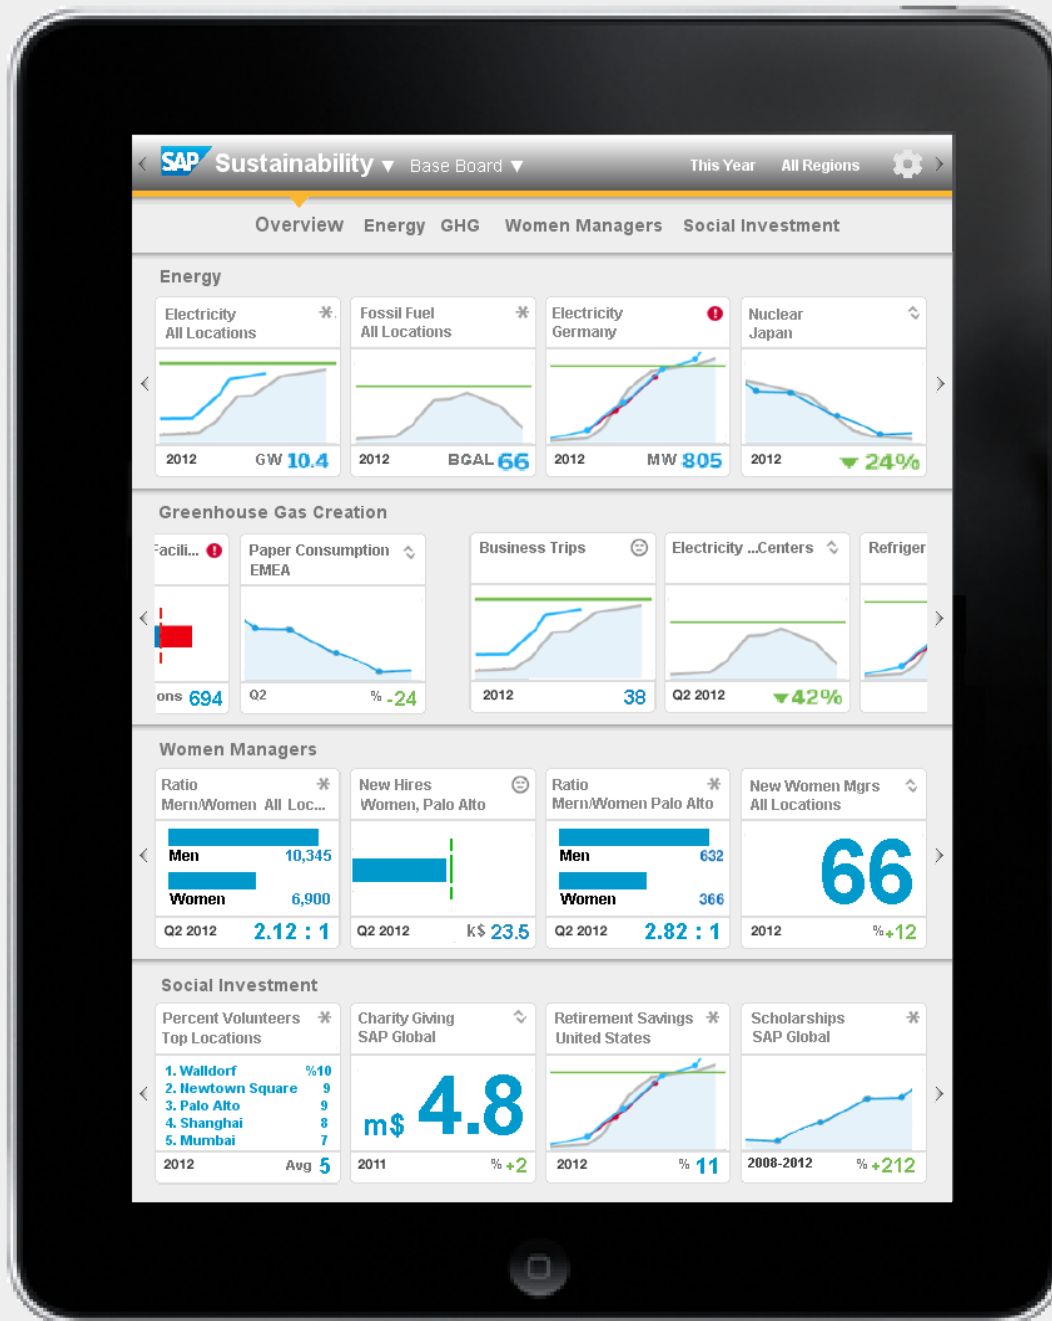 SAP Sustainability ▼ Base Board ▼ This Year All Regions
Overview Energy GHG Women Managers Social Investment
Energy
Electricity
All Locations
2012 GW 10.4
Fossil Fuel
All Locations
2012 BGAL 66
Electricity
Germany
2012 MW 805
Nuclear
Japan
2012 ▼ 24%
Greenhouse Gas Creation
Facili...
ons 694
Paper Consumption
EMEA
Q2 % -24
Business Trips
2012 38
Electricity ...Centers
Q2 2012 ▼42%
Refriger
Women Managers
Ratio
Mern/Women All Loc...
Men 10,345
Women 6,900
Q2 2012 2.12 : 1
New Hires
Women, Palo Alto
Q2 2012 k$ 23.5
Ratio
Mern/Women Palo Alto
Men 632
Women 366
Q2 2012 2.82 : 1
New Women Mgrs
All Locations
66
2012 %+12
Social Investment
Percent Volunteers
Top Locations
1. Walldorf %10
2. Newtown Square 9
3. Palo Alto 9
4. Shanghai 8
5. Mumbai 7
2012 Avg 5
Charity Giving
SAP Global
m$ 4.8
2011 % +2
Retirement Savings
United States
2012 % 11
Scholarships
SAP Global
2008-2012 % +212